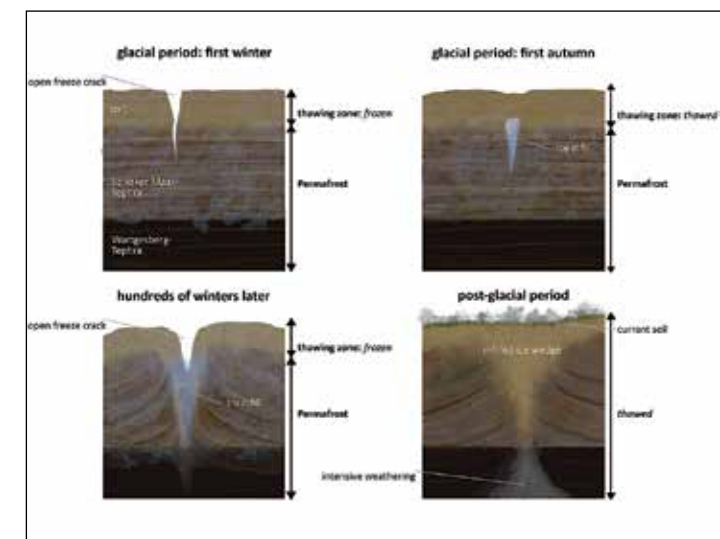 glacial period: first winter
open freeze crack
thawing zone: frozen
Permafrost
glacial period: first autumn
thawing zone: thawed
Permafrost
hundreds of winters later
open freeze crack
thawing zone: frozen
Permafrost
post-glacial period
current soil
thawed
intensive weathering